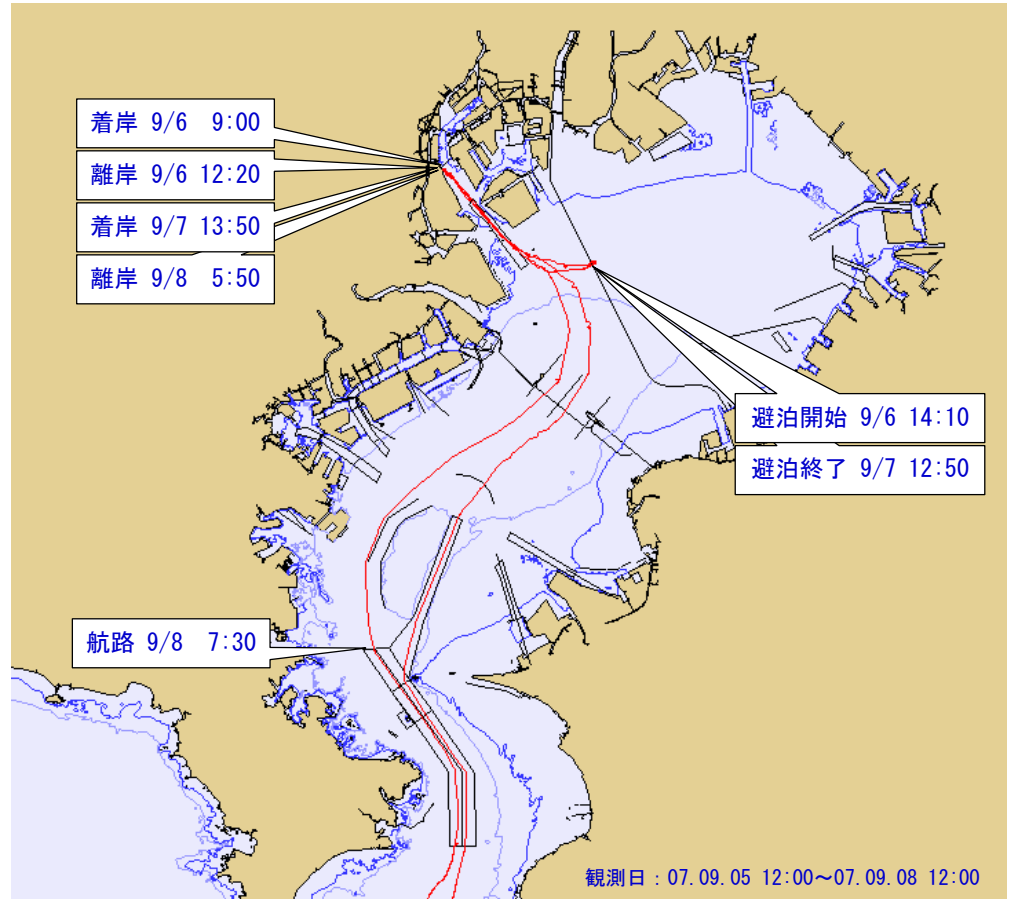 着岸 9/6 9:00
離岸 9/6 12:20
着岸 9/7 13:50
離岸 9/8 5:50
避泊開始 9/6 14:10
避泊終了 9/7 12:50
航路 9/8 7:30
観測日：07.09.05 12:00～07.09.08 12:00